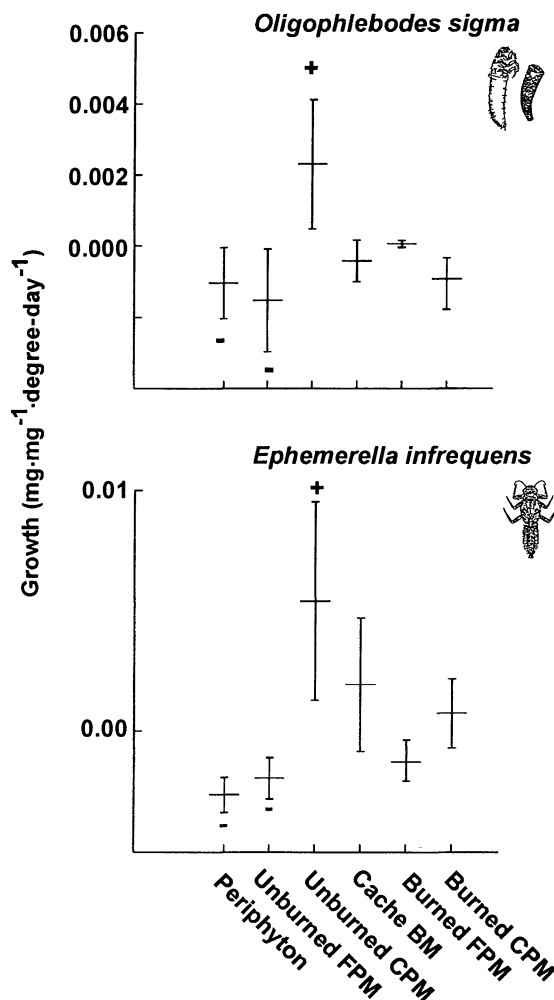 Oligophlebodes sigma
0.006
0.004
0.002
0.000
+
-
-
Growth (mg·mg⁻¹·degree-day⁻¹)
Ephemerella infrequens
0.01
0.00
+
-
-
Periphyton
Unburned FPM
Unburned CPM
Cache BM
Burned FPM
Burned CPM